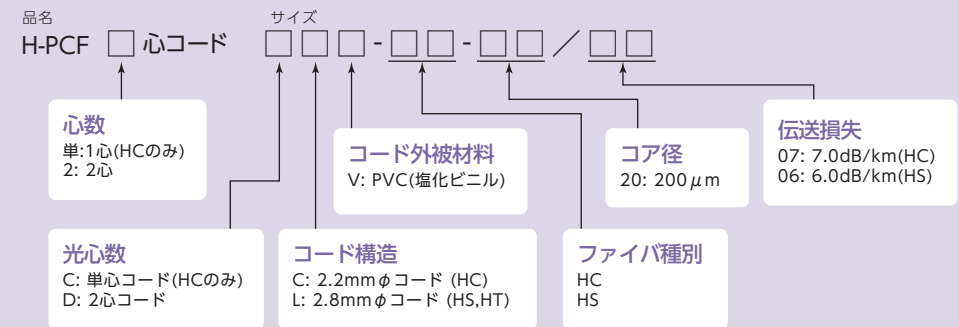 品名
サイズ
H-PCF □心コード □□□-□□-□□／□□
心数
単:1心(HCのみ)
2: 2心
コード外被材料
V: PVC(塩化ビニル)
コア径
20: 200μm
伝送損失
07: 7.0dB/km(HC)
06: 6.0dB/km(HS)
光心数
C: 単心コード(HCのみ)
D: 2心コード
コード構造
C: 2.2mmφコード (HC)
L: 2.8mmφコード (HS,HT)
ファイバ種別
HC
HS